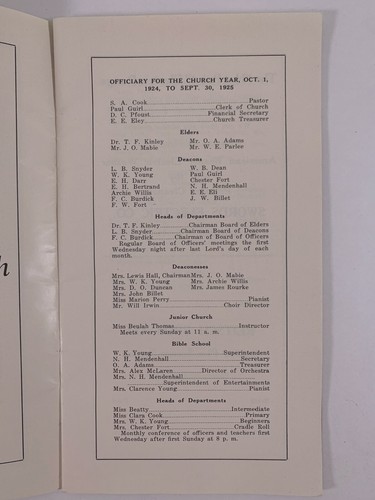 h
OFFICIARY FOR THE CHURCH YEAR, OCT. 1,
1924, TO SEPT. 30, 1925
S. A. Cook Pastor
Paul Guirl Clerk of Church
D. C. Pfoust Financial Secretary
E. E. Eley Church Treasurer
Elders
Dr. T. F. Kinley Mr. O. A. Adams
Mr. J. O. Mabie Mr. W. E. Parlee
Deacons
L. B. Snyder W. B. Dean
W. K. Young Paul Guirl
E. H. Darr Chester Fort
E. H. Bertrand N. H. Mendenhall
Archie Willis E. E. Eli
F. C. Burdick J. W. Billet
F. W. Fort
Heads of Departments
Dr. T. F. Kinley Chairman Board of Elders
L. B. Snyder Chairman Board of Deacons
F. C. Burdick Chairman of Board of Officers
Regular Board of Officers' meetings the first
Wednesday night after last Lord's day of each
month.
Deaconesses
Mrs. Lewis Hall, Chairman Mrs. J. O. Mabie
Mrs. W. K. Young Mrs. Archie Willis
Mrs. D. O. Duncan Mrs. James Rourke
Mrs. John Billet
Miss Marion Perry Pianist
Mr. Will Irwin Choir Director
Junior Church
Miss Beulah Thomas Instructor
Meets every Sunday at 11 a. m.
Bible School
W. K. Young Superintendent
N. H. Mendenhall Secretary
O. A. Adams Treasurer
Mrs. Alex McLaren Director of Orchestra
Mrs. N. H. Mendenhall
Superintendent of Entertainments
Mrs. Clarence Young Pianist
Heads of Departments
Miss Beatty Intermediate
Miss Clara Cook Primary
Mrs. W. K. Young Beginners
Mrs. Chester Fort Cradle Roll
Monthly conference of officers and teachers first
Wednesday after first Sunday at 8 p. m.